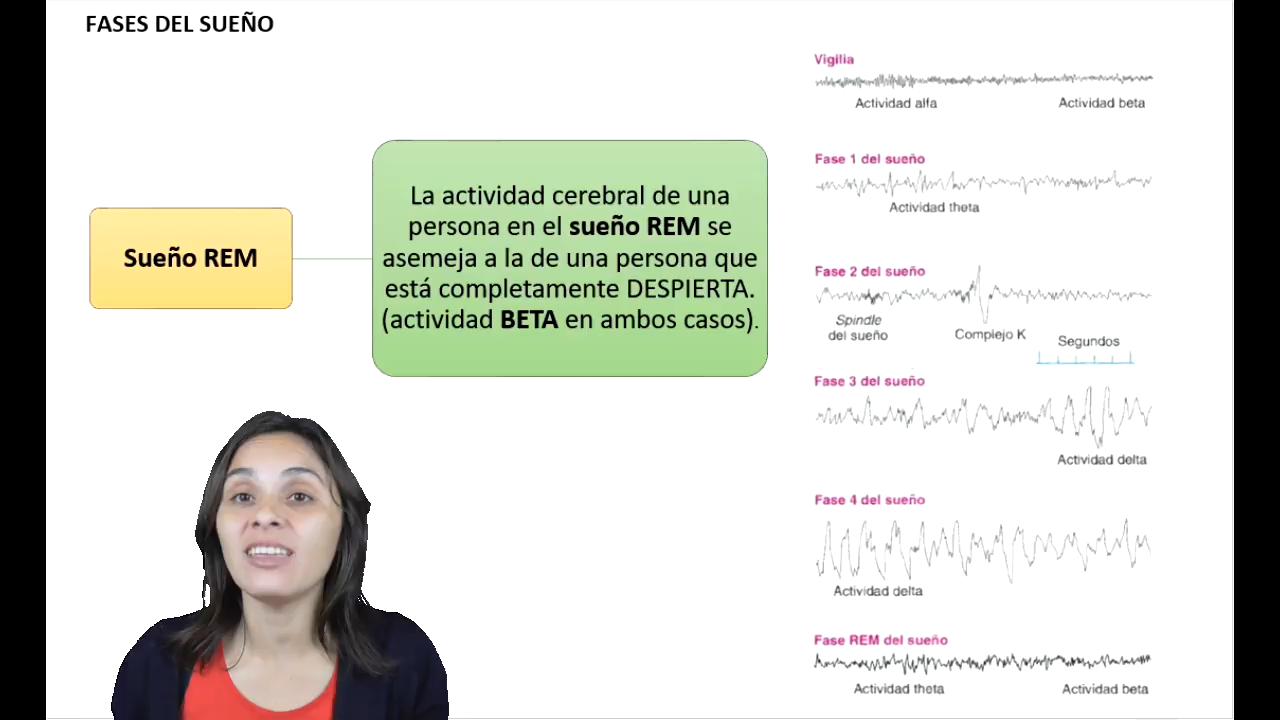 FASES DEL SUEÑO
Sueño REM
La actividad cerebral de una
persona en el sueño REM se
asemeja a la de una persona que
está completamente DESPIERTA.
(actividad BETA en ambos casos).
Vigilia
Actividad alfa Actividad beta
Fase 1 del sueño
Actividad theta
Fase 2 del sueño
Spindle
del sueño
Complejo K
Segundos
Fase 3 del sueño
Actividad delta
Fase 4 del sueño
Actividad delta
Fase REM del sueño
Actividad theta Actividad beta